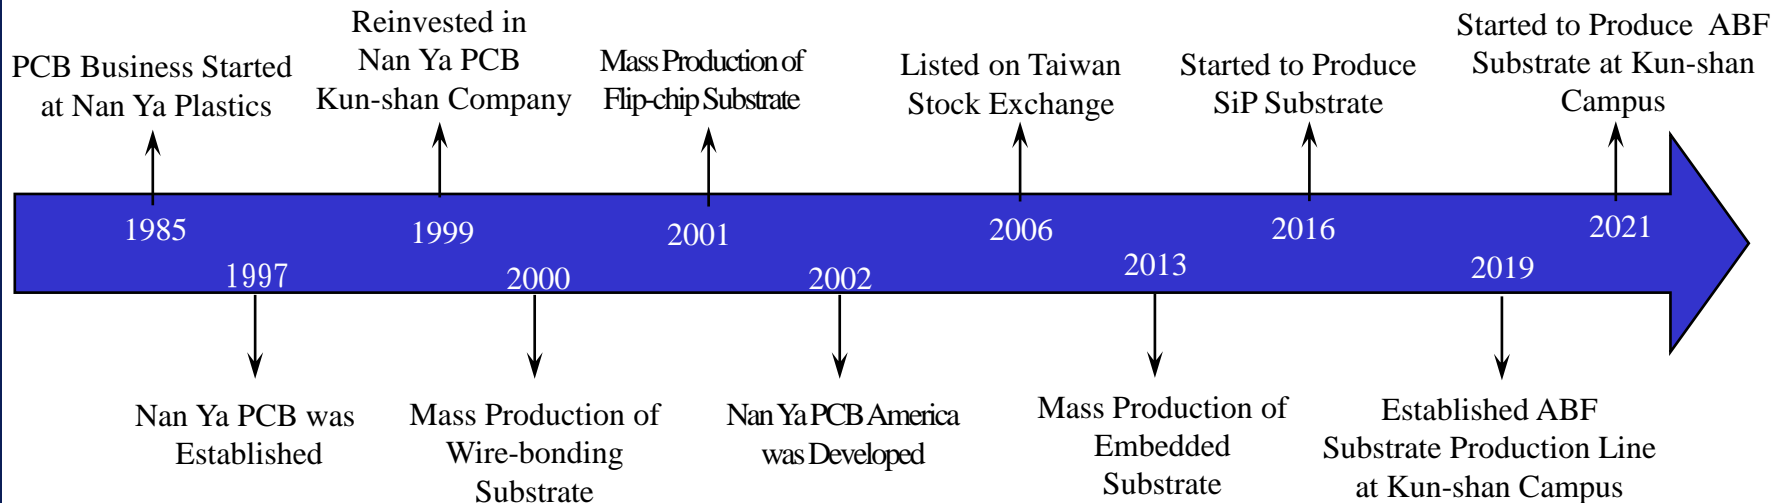 PCB Business Started
at Nan Ya Plastics
Reinvested in
Nan Ya PCB
Kun-shan Company
Mass Production of
Flip-chip Substrate
Listed on Taiwan
Stock Exchange
Started to Produce
SiP Substrate
Started to Produce ABF
Substrate at Kun-shan
Campus
1985
1999
2001
2006
2016
2021
1997
2000
2002
2013
2019
Nan Ya PCB was
Established
Mass Production of
Wire-bonding
Substrate
Nan Ya PCB America
was Developed
Mass Production of
Embedded
Substrate
Established ABF
Substrate Production Line
at Kun-shan Campus